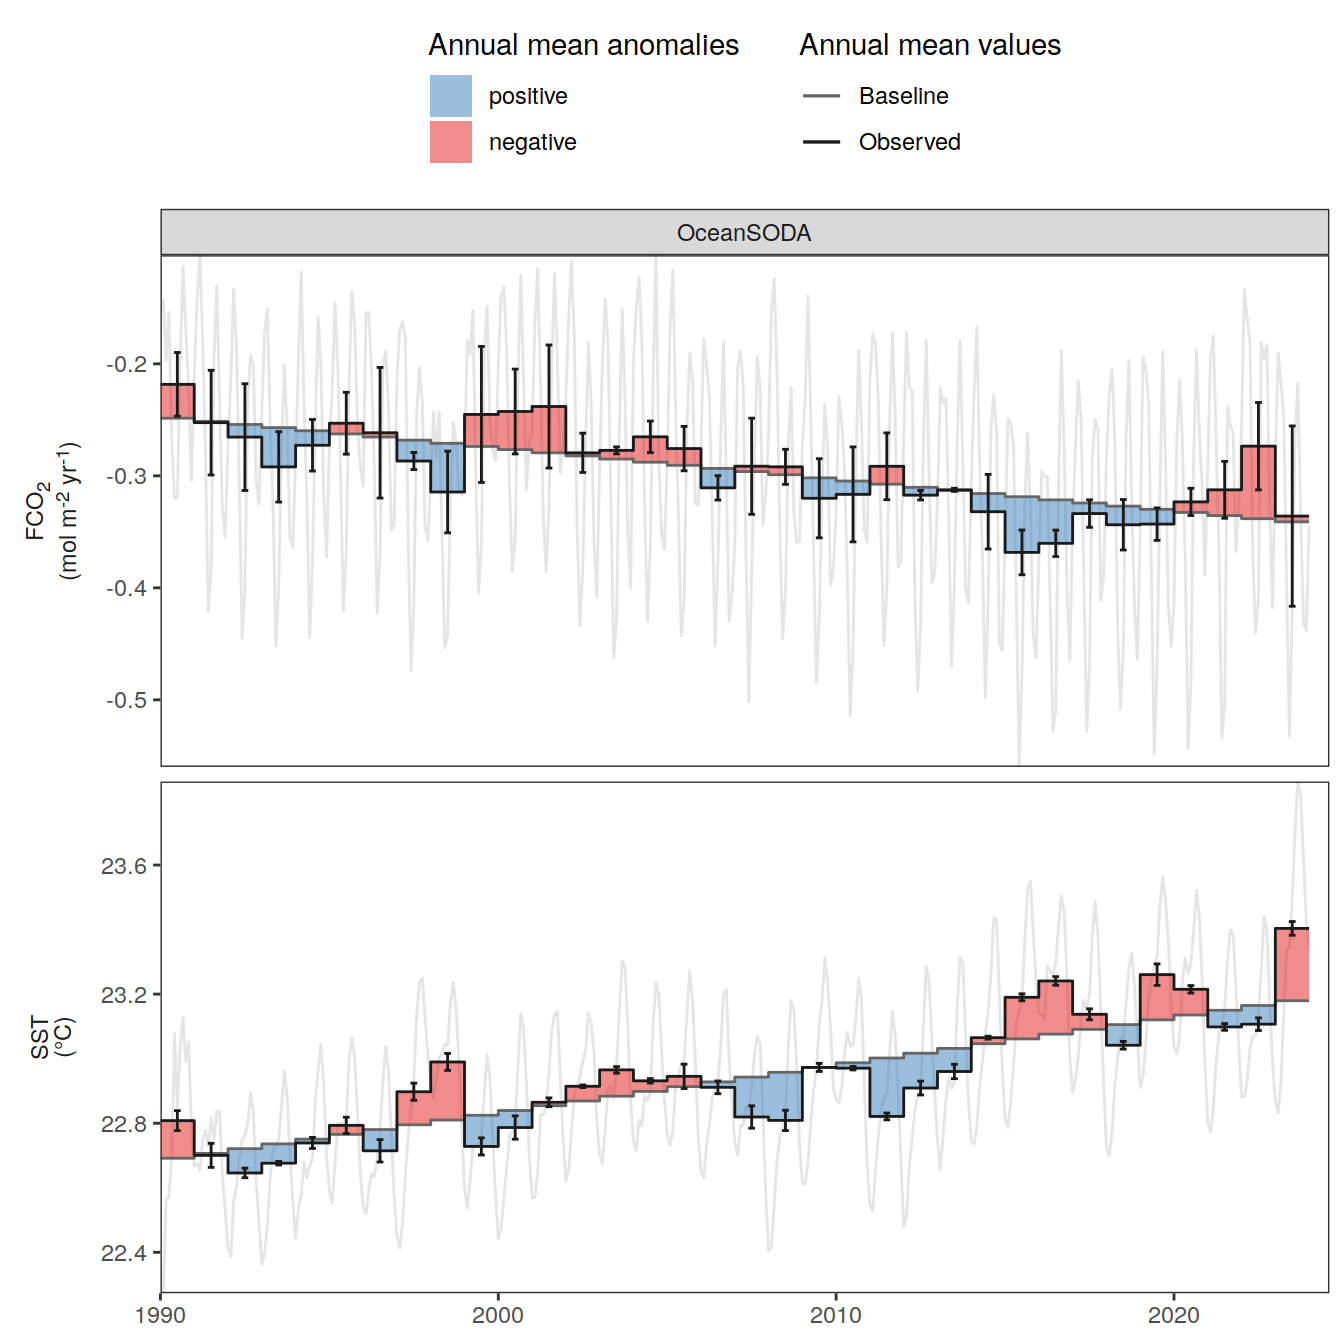 Annual mean anomalies
positive
negative
Annual mean values
Baseline
Observed
OceanSODA
FCO2
(mol m-2 yr-1)
-0.2
-0.3
-0.4
-0.5
SST
(°C)
23.6
23.2
22.8
22.4
1990
2000
2010
2020